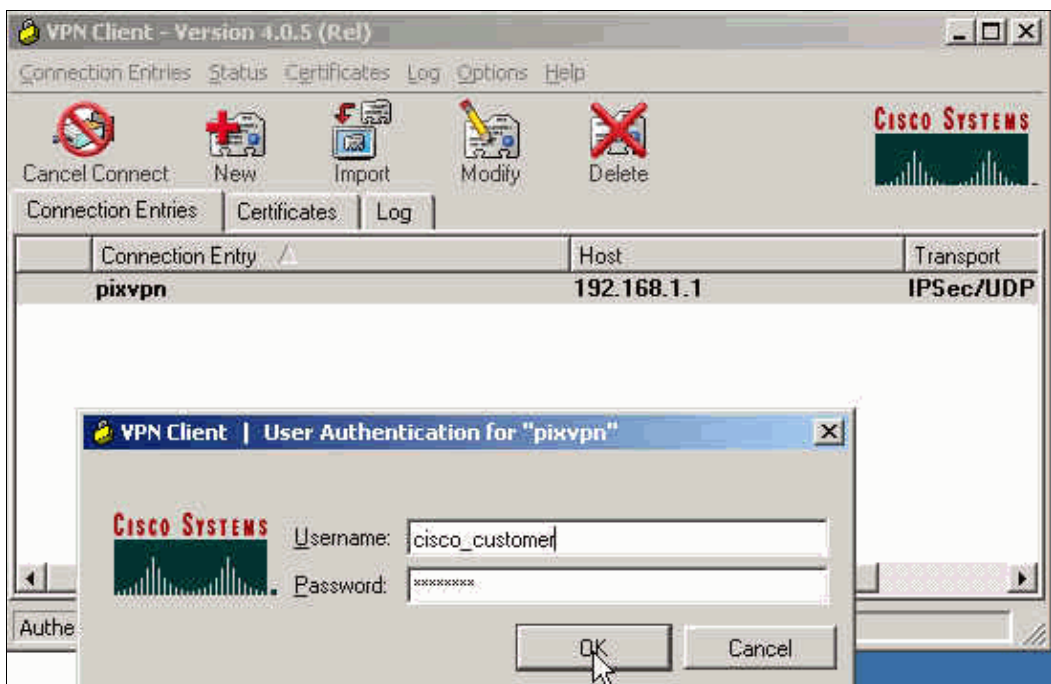 VPN Client - Version 4.0.5 (Rel)
Connection Entries Status Certificates Log Options Help
CISCO SYSTEMS
Cancel Connect New Import Modify Delete
Connection Entries Certificates Log
Connection Entry Host Transport
pixvpn 192.168.1.1 IPSec/UDP
VPN Client | User Authentication for "pixvpn"
CISCO SYSTEMS
Username: cisco_customer
Password: ********
Authe
OK Cancel